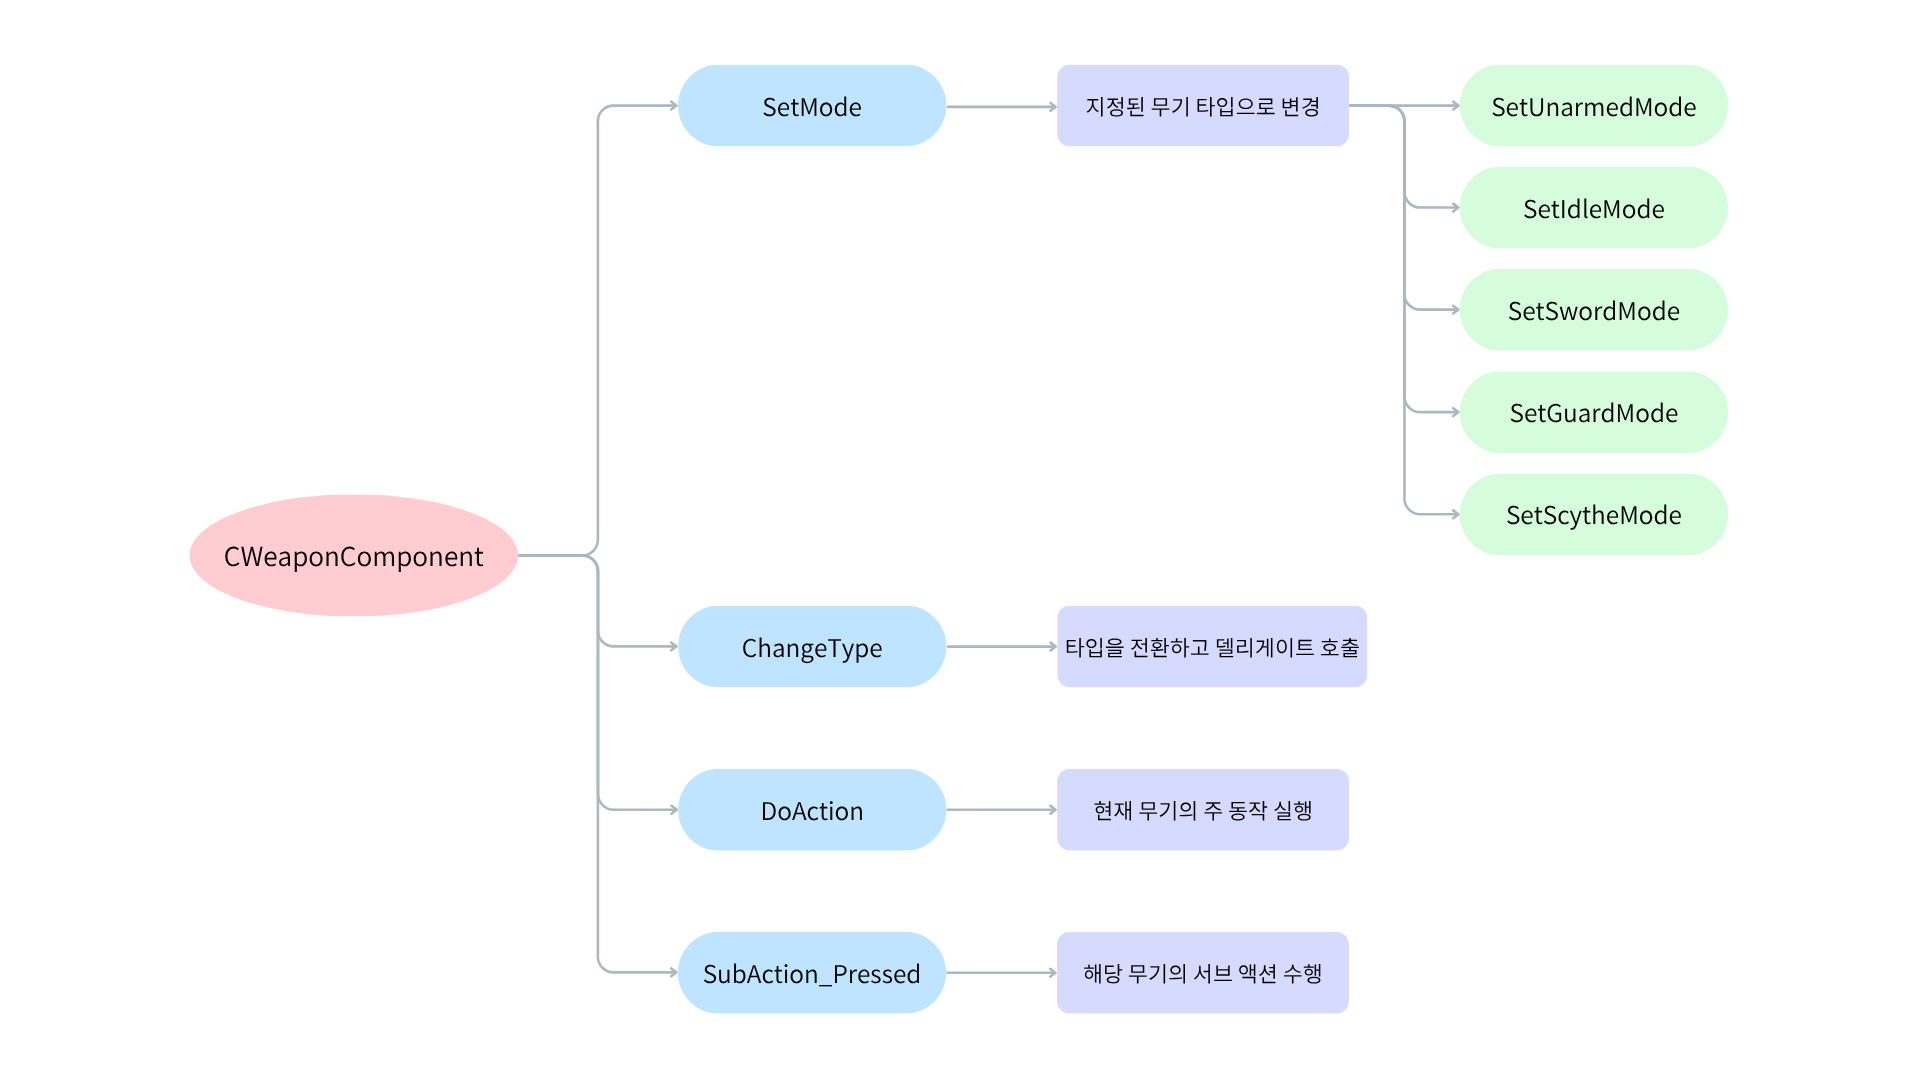 SetMode
지정된 무기 타입으로 변경
SetUnarmedMode
SetIdleMode
SetSwordMode
SetGuardMode
SetScytheMode
CWeaponComponent
ChangeType
타입을 전환하고 델리게이트 호출
DoAction
현재 무기의 주 동작 실행
SubAction_Pressed
해당 무기의 서브 액션 수행